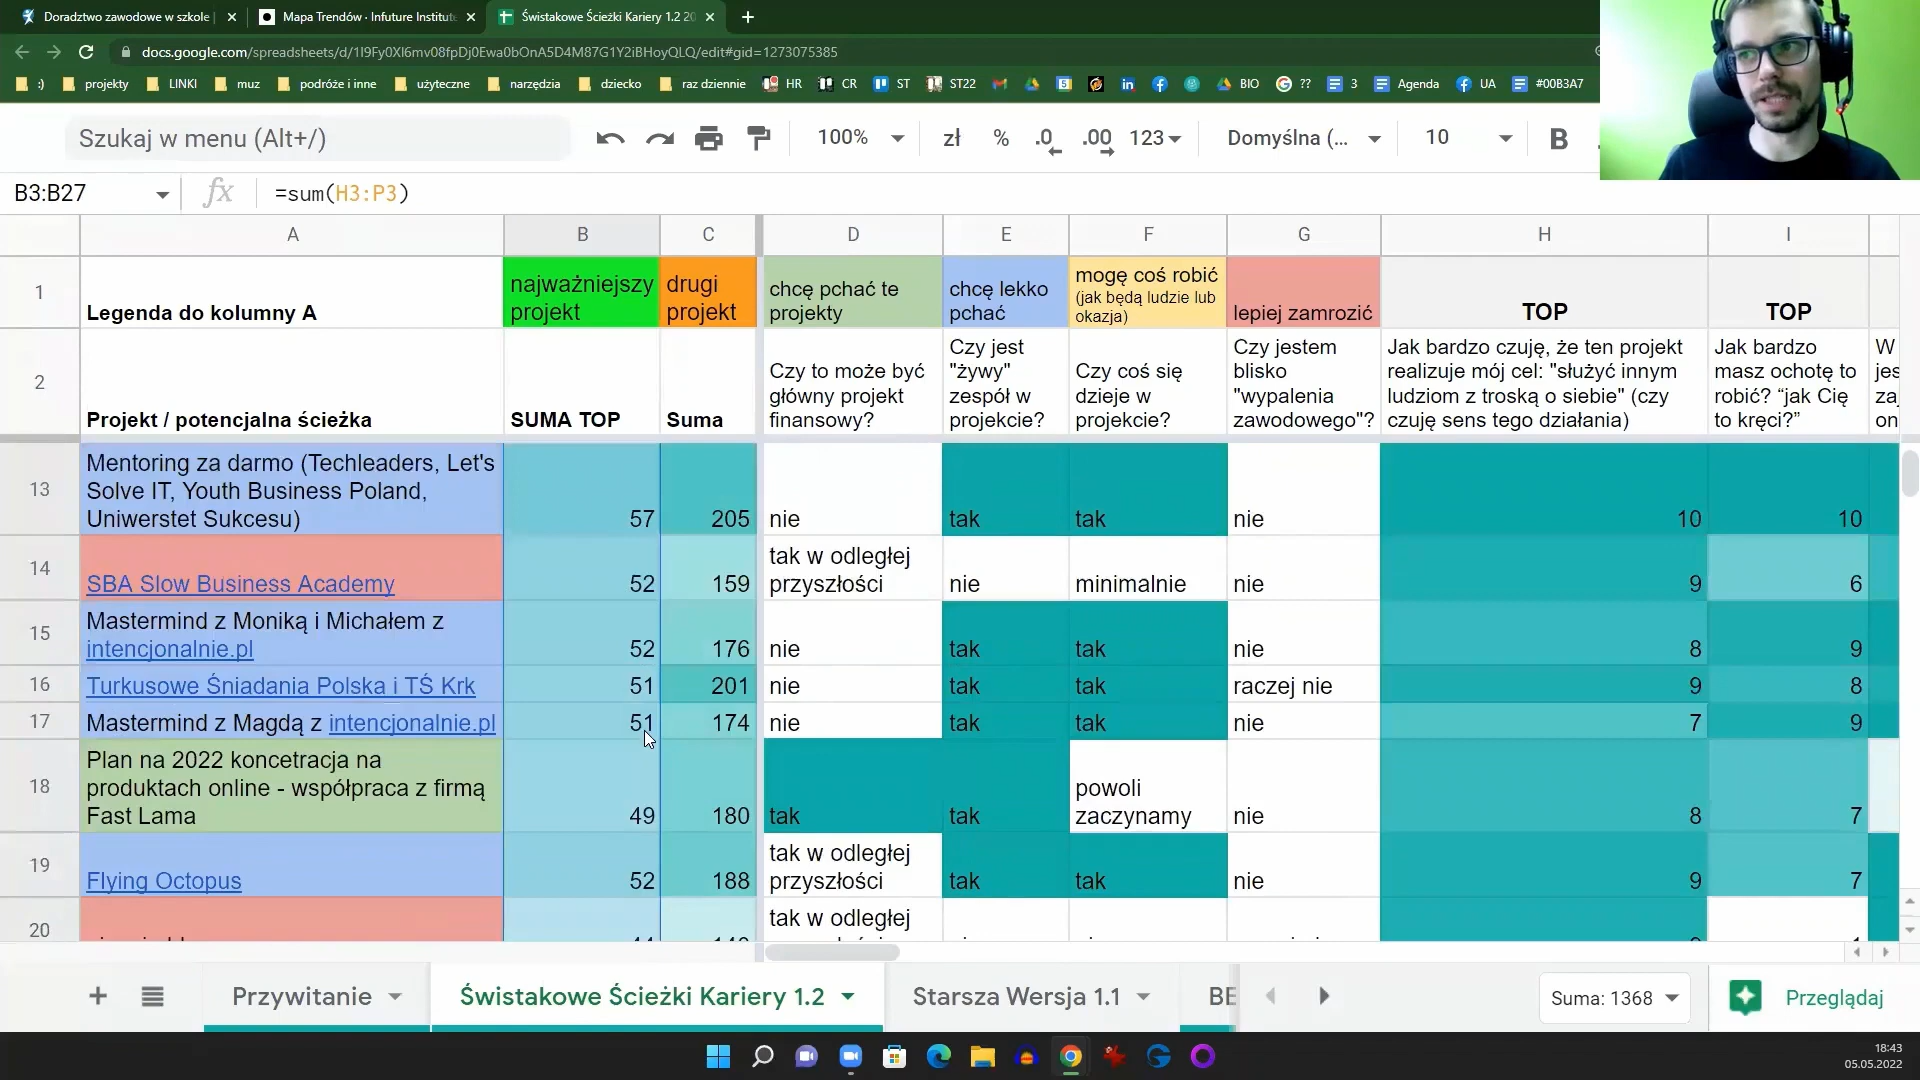 Doradztwo zawodowe w szkole |
Mapa Trendów · Infuture Institute
Świstakowe Ścieżki Kariery 1.2 20
docs.google.com/spreadsheets/d/1I9Fy0Xl6mv08fpDj0Ewa0bOnA5D4M87G1Y2iBHoyQLQ/edit#gid=1273075385
:) projekty LINKI muz podróże i inne użyteczne narzędzia dziecko raz dziennie HR CR ST ST22 BIO ?? 3 Agenda UA #00B3A7
Szukaj w menu (Alt+/) 100% zł % .0 .00 123 Domyślna (... 10 B
B3:B27 fx =sum(H3:P3)
A B C D E F G H I
1
Legenda do kolumny A
najważniejszy
projekt
drugi
projekt
chcę pchać te
projekty
chcę lekko
pchać
mogę coś robić
(jak będą ludzie lub
okazja)
lepiej zamrozić
TOP
TOP
2
Projekt / potencjalna ścieżka
SUMA TOP
Suma
Czy to może być
główny projekt
finansowy?
Czy jest
"żywy"
zespół w
projekcie?
Czy coś się
dzieje w
projekcie?
Czy jestem
blisko
"wypalenia
zawodowego"?
Jak bardzo czuję, że ten projekt
realizuje mój cel: "służyć innym
ludziom z troską o siebie" (czy
czuję sens tego działania)
Jak bardzo
masz ochotę to
robić? “jak Cię
to kręci?”
W
jes
on
13
Mentoring za darmo (Techleaders, Let's
Solve IT, Youth Business Poland,
Uniwerstet Sukcesu)
57 205 nie tak tak nie 10 10
14
SBA Slow Business Academy
52 159
tak w odległej
przyszłości
nie minimalnie nie 9 6
15
Mastermind z Moniką i Michałem z
intencjonalnie.pl
52 176 nie tak tak nie 8 9
16 Turkusowe Śniadania Polska i TŚ Krk 51 201 nie tak tak raczej nie 9 8
17 Mastermind z Magdą z intencjonalnie.pl 51 174 nie tak tak nie 7 9
18
Plan na 2022 koncetracja na
produktach online - współpraca z firmą
Fast Lama
49 180 tak tak
powoli
zaczynamy
nie 8 7
19
Flying Octopus
52 188
tak w odległej
przyszłości
tak tak nie 9 7
20
tak w odległej
Przywitanie Świstakowe Ścieżki Kariery 1.2 Starsza Wersja 1.1 BE Suma: 1368 Przeglądaj
18:43
05.05.2022